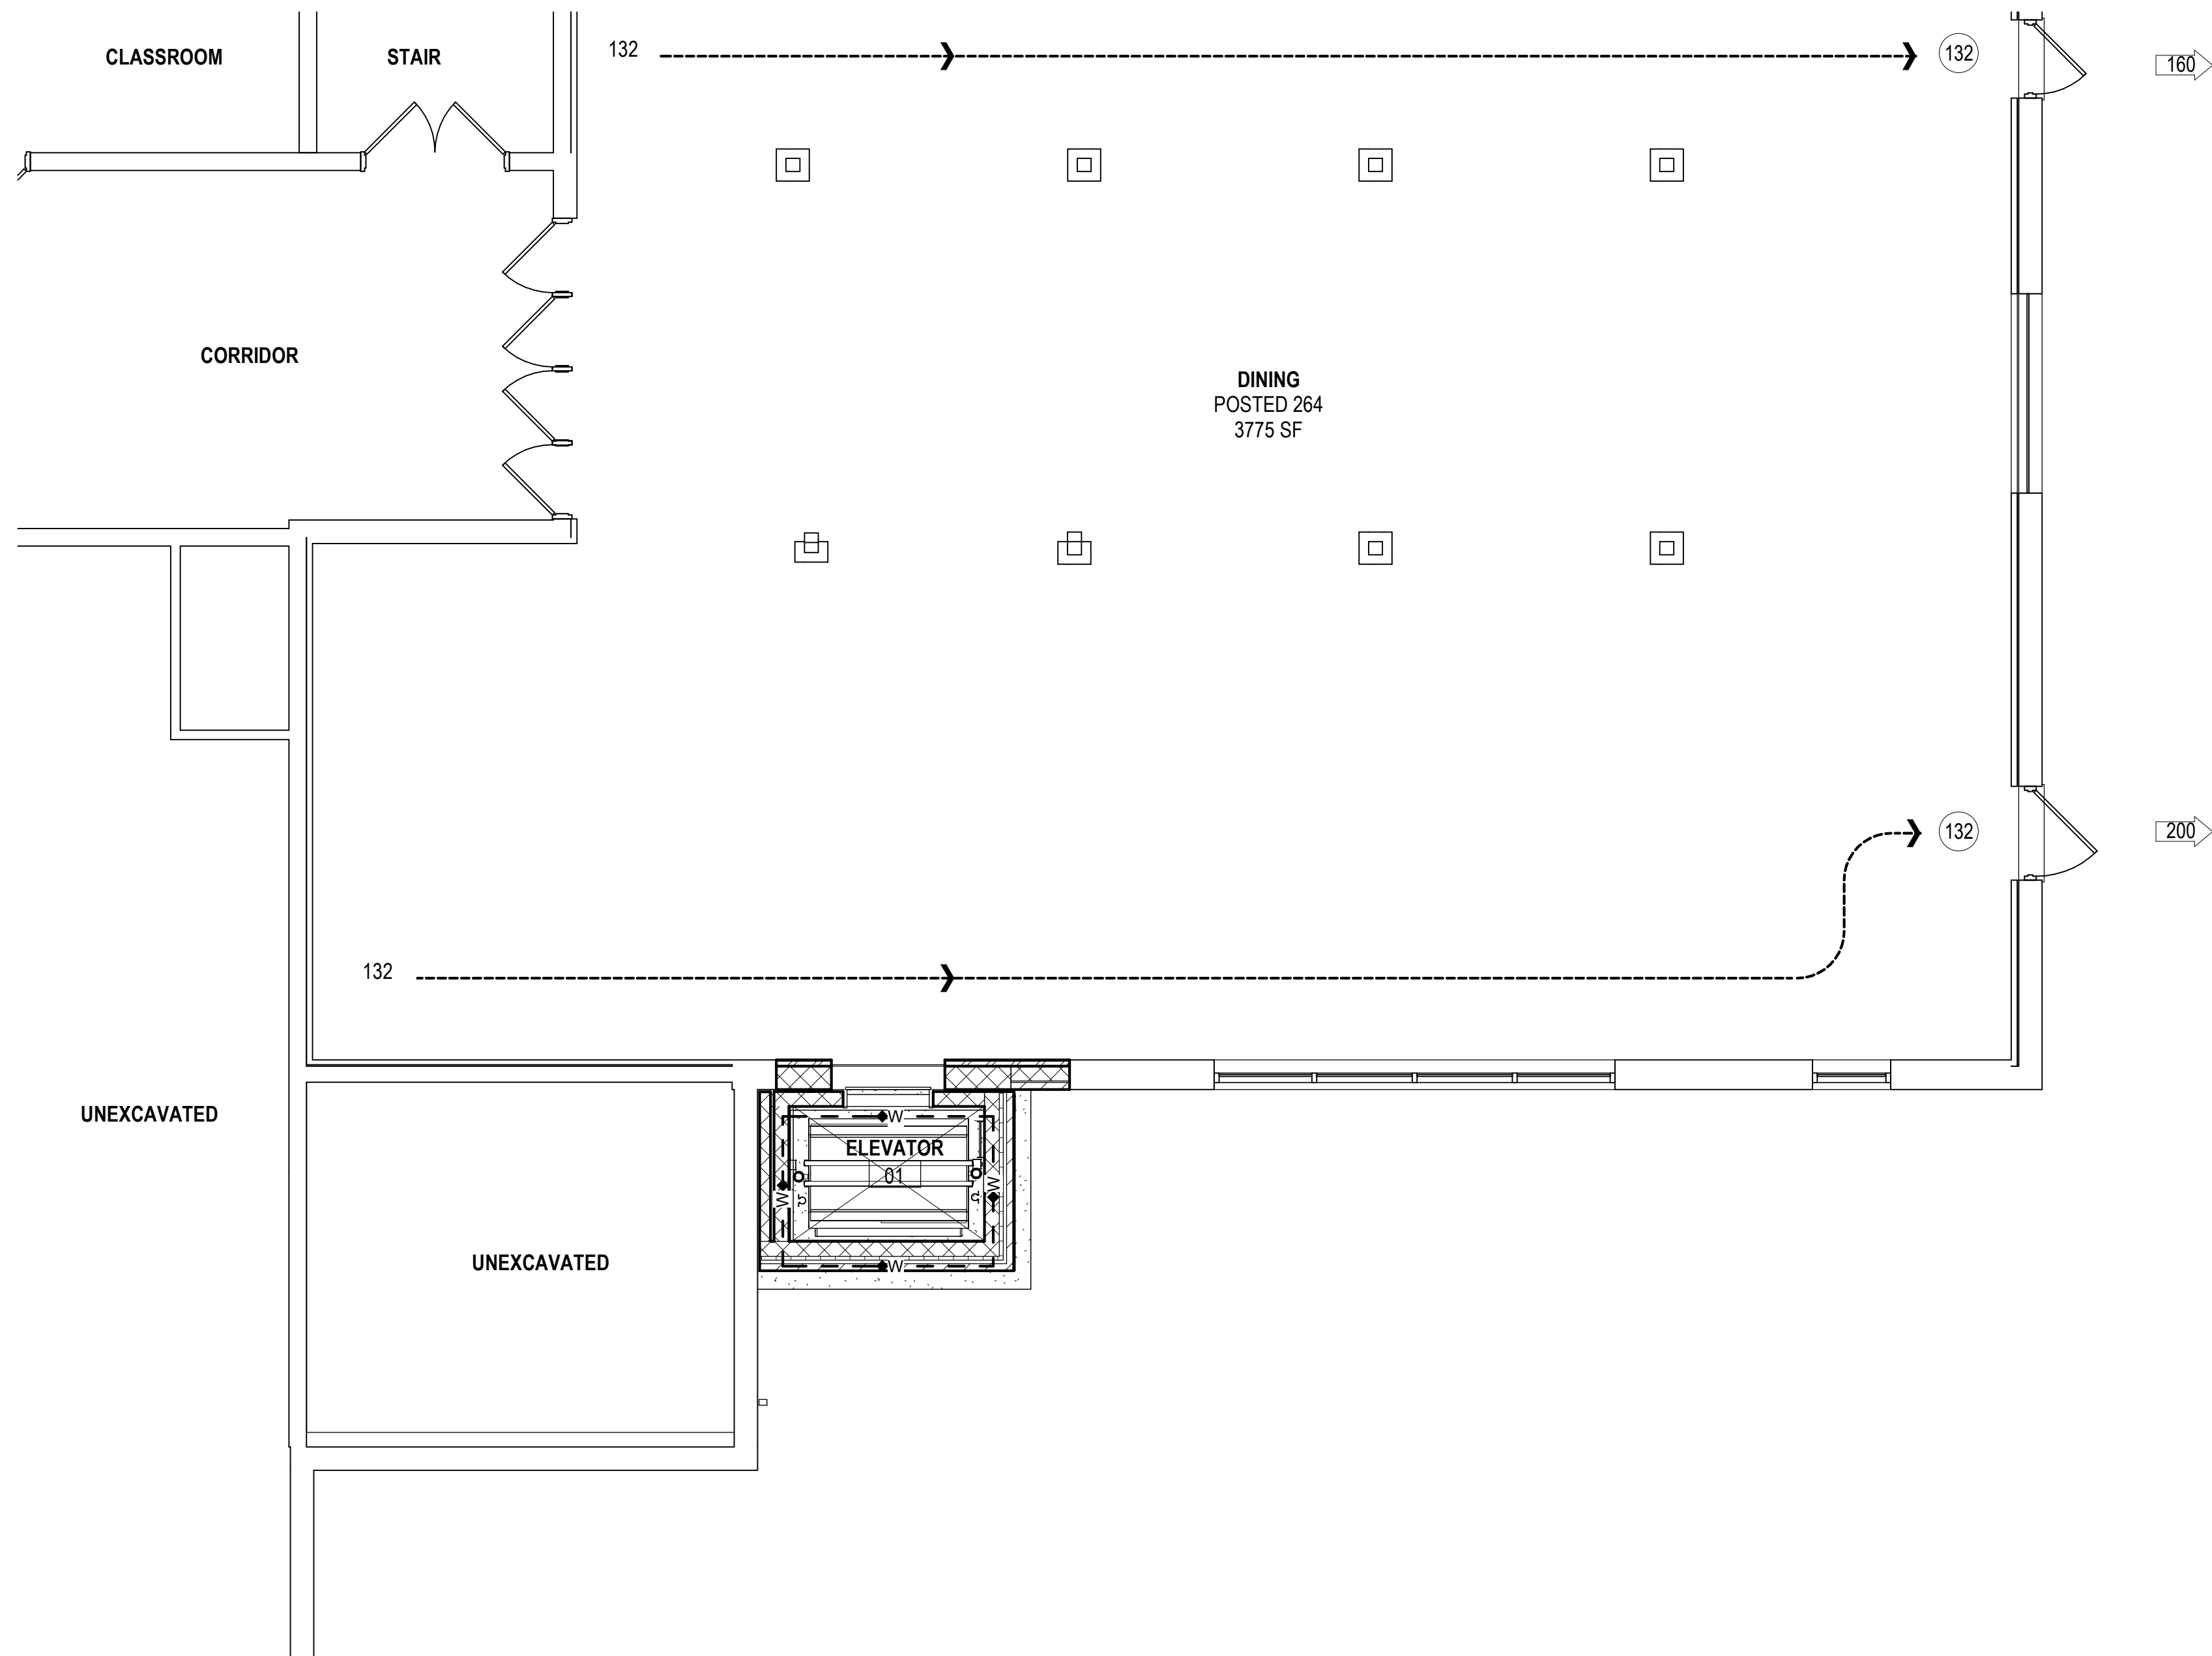 CLASSROOM
STAIR
132
132
160
CORRIDOR
DINING
POSTED 264
3775 SF
132
200
132
UNEXCAVATED
W
ELEVATOR
01
W
W
W
UNEXCAVATED